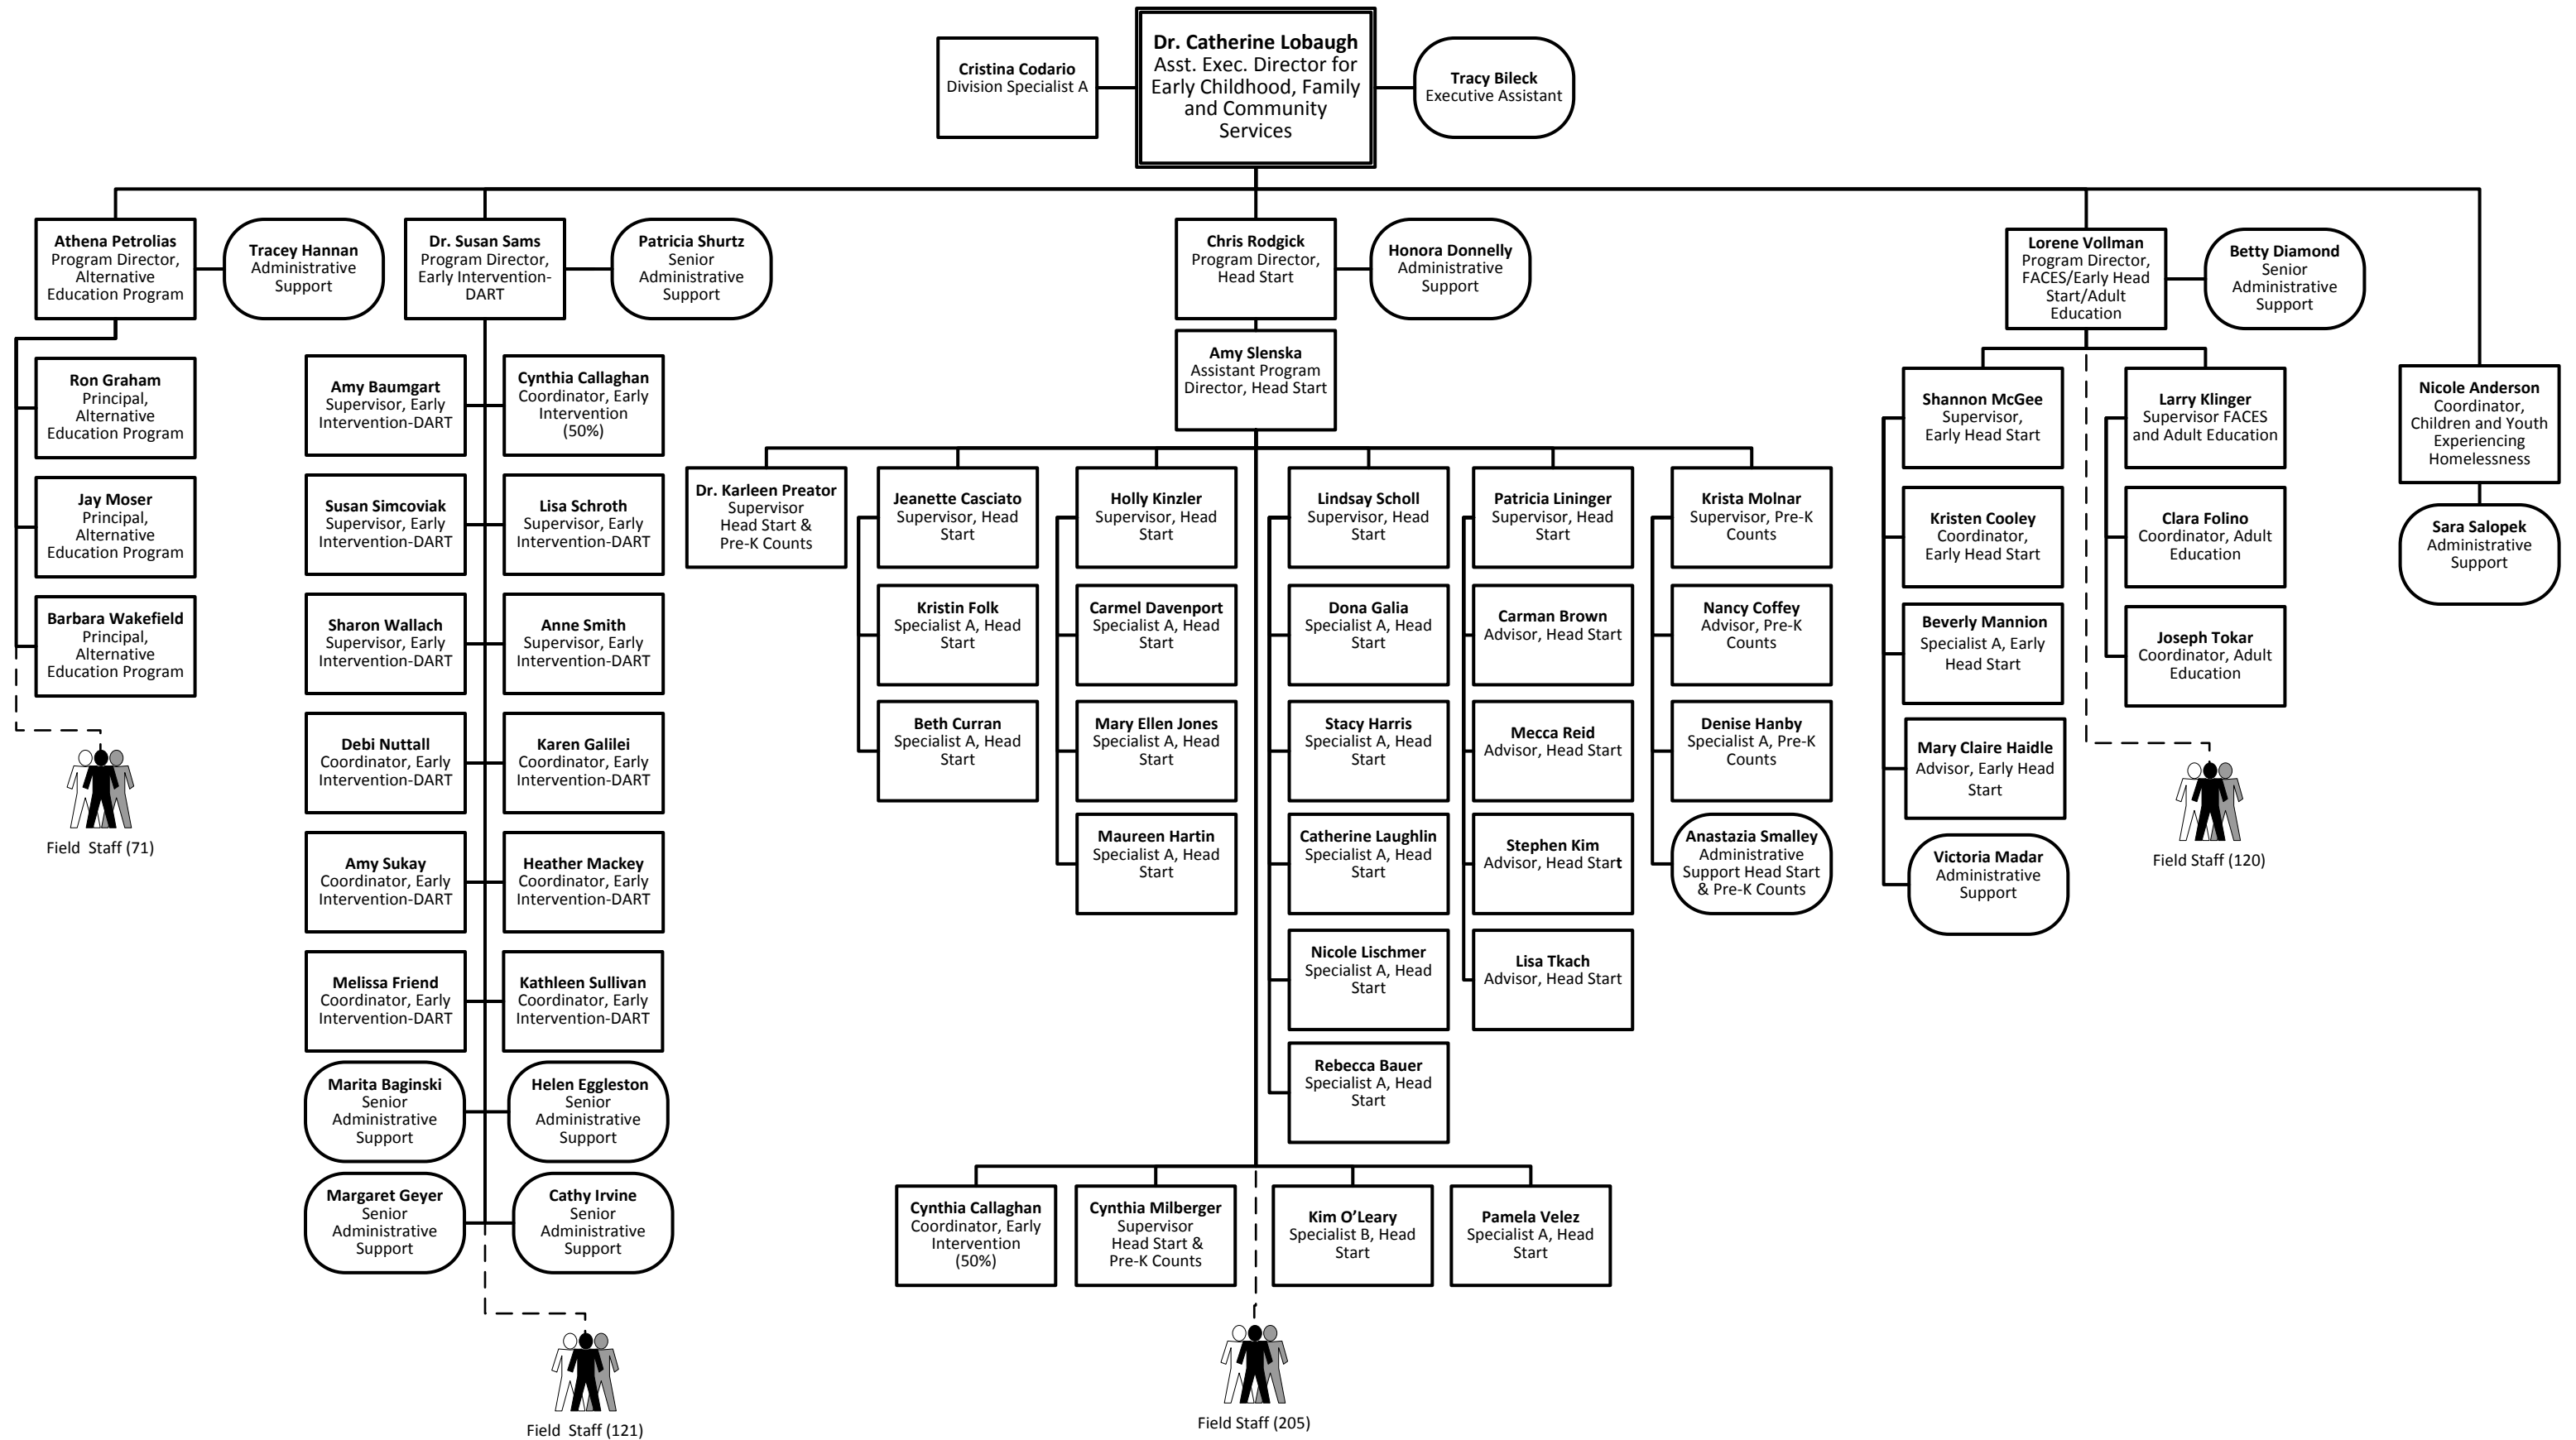 Dr. Catherine Lobaugh
Asst. Exec. Director for
Early Childhood, Family
and Community
Services
Cristina Codario
Division Specialist A
Tracy Bileck
Executive Assistant
Athena Petrolias
Program Director,
Alternative
Education Program
Tracey Hannan
Administrative
Support
Ron Graham
Principal,
Alternative
Education Program
Jay Moser
Principal,
Alternative
Education Program
Barbara Wakefield
Principal,
Alternative
Education Program
Field Staff (71)
Dr. Susan Sams
Program Director,
Early Intervention-
DART
Patricia Shurtz
Senior
Administrative
Support
Amy Baumgart
Supervisor, Early
Intervention-DART
Cynthia Callaghan
Coordinator, Early
Intervention
(50%)
Susan Simcoviak
Supervisor, Early
Intervention-DART
Lisa Schroth
Supervisor, Early
Intervention-DART
Sharon Wallach
Supervisor, Early
Intervention-DART
Anne Smith
Supervisor, Early
Intervention-DART
Debi Nuttall
Coordinator, Early
Intervention-DART
Karen Galilei
Coordinator, Early
Intervention-DART
Amy Sukay
Coordinator, Early
Intervention-DART
Heather Mackey
Coordinator, Early
Intervention-DART
Melissa Friend
Coordinator, Early
Intervention-DART
Kathleen Sullivan
Coordinator, Early
Intervention-DART
Marita Baginski
Senior
Administrative
Support
Helen Eggleston
Senior
Administrative
Support
Margaret Geyer
Senior
Administrative
Support
Cathy Irvine
Senior
Administrative
Support
Field Staff (121)
Chris Rodgick
Program Director,
Head Start
Honora Donnelly
Administrative
Support
Amy Slenska
Assistant Program
Director, Head Start
Dr. Karleen Preator
Supervisor
Head Start &
Pre-K Counts
Jeanette Casciato
Supervisor, Head
Start
Kristin Folk
Specialist A, Head
Start
Beth Curran
Specialist A, Head
Start
Holly Kinzler
Supervisor, Head
Start
Carmel Davenport
Specialist A, Head
Start
Mary Ellen Jones
Specialist A, Head
Start
Maureen Hartin
Specialist A, Head
Start
Lindsay Scholl
Supervisor, Head
Start
Dona Galia
Specialist A, Head
Start
Stacy Harris
Specialist A, Head
Start
Catherine Laughlin
Specialist A, Head
Start
Nicole Lischmer
Specialist A, Head
Start
Rebecca Bauer
Specialist A, Head
Start
Patricia Lininger
Supervisor, Head
Start
Carman Brown
Advisor, Head Start
Mecca Reid
Advisor, Head Start
Stephen Kim
Advisor, Head Start
Lisa Tkach
Advisor, Head Start
Krista Molnar
Supervisor, Pre-K
Counts
Nancy Coffey
Advisor, Pre-K
Counts
Denise Hanby
Specialist A, Pre-K
Counts
Anastazia Smalley
Administrative
Support Head Start
& Pre-K Counts
Cynthia Callaghan
Coordinator, Early
Intervention
(50%)
Cynthia Milberger
Supervisor
Head Start &
Pre-K Counts
Kim O’Leary
Specialist B, Head
Start
Pamela Velez
Specialist A, Head
Start
Field Staff (205)
Lorene Vollman
Program Director,
FACES/Early Head
Start/Adult
Education
Betty Diamond
Senior
Administrative
Support
Shannon McGee
Supervisor,
Early Head Start
Kristen Cooley
Coordinator,
Early Head Start
Beverly Mannion
Specialist A, Early
Head Start
Mary Claire Haidle
Advisor, Early Head
Start
Victoria Madar
Administrative
Support
Larry Klinger
Supervisor FACES
and Adult Education
Clara Folino
Coordinator, Adult
Education
Joseph Tokar
Coordinator, Adult
Education
Field Staff (120)
Nicole Anderson
Coordinator,
Children and Youth
Experiencing
Homelessness
Sara Salopek
Administrative
Support